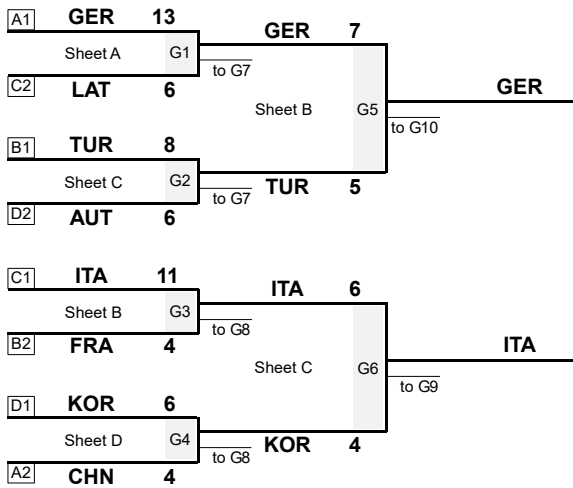 A1 GER 13
Sheet A G1
to G7
C2 LAT 6
GER 7
Sheet B G5
to G10
GER
B1 TUR 8
Sheet C G2
to G7
D2 AUT 6
TUR 5
C1 ITA 11
Sheet B G3
to G8
B2 FRA 4
ITA 6
Sheet C G6
to G9
ITA
D1 KOR 6
Sheet D G4
to G8
A2 CHN 4
KOR 4